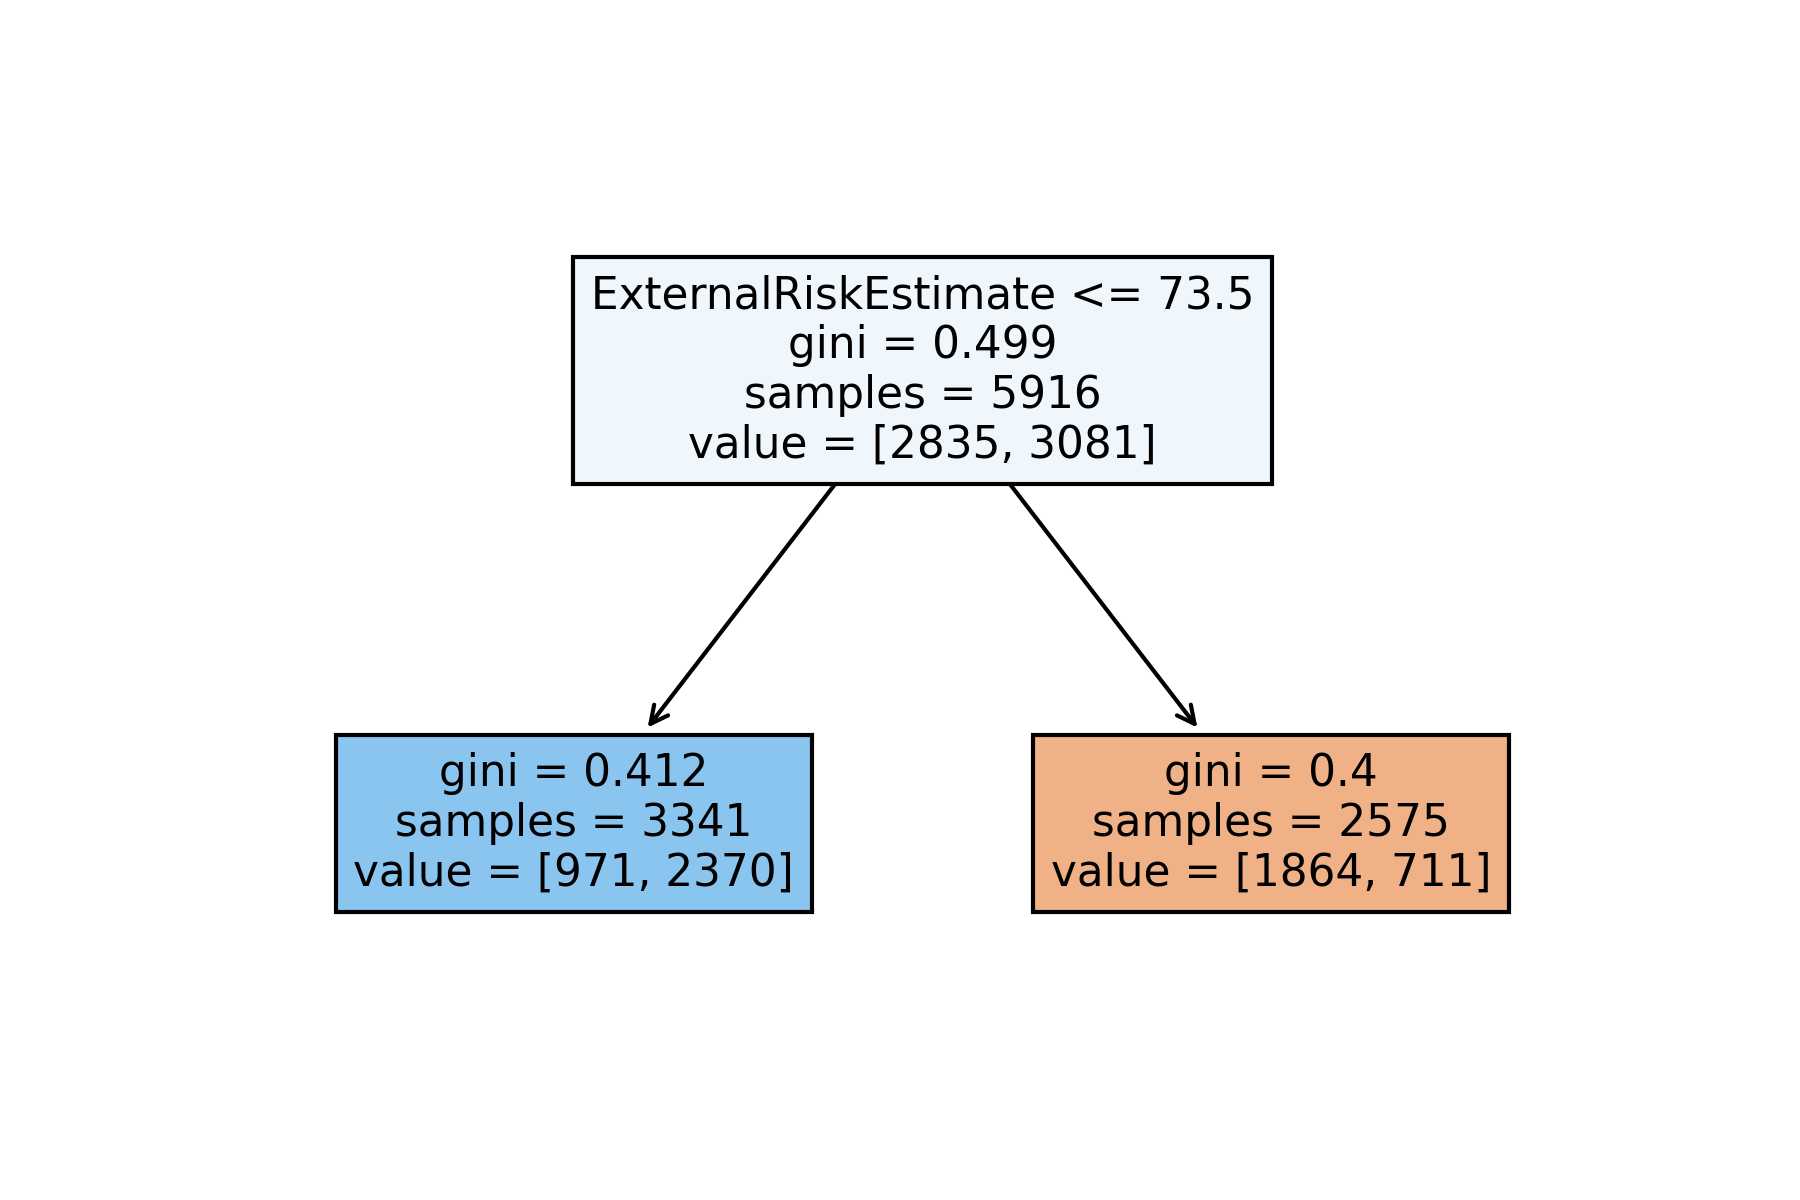 ExternalRiskEstimate <= 73.5
gini = 0.499
samples = 5916
value = [2835, 3081]
gini = 0.412
samples = 3341
value = [971, 2370]
gini = 0.4
samples = 2575
value = [1864, 711]